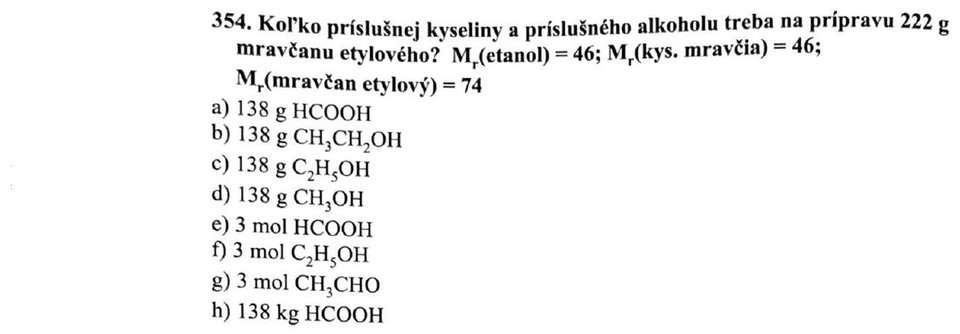 354. Koľko príslušnej kyseliny a príslušného alkoholu treba na prípravu 222 g
mravčanu etylového? Mᵣ(etanol) = 46; Mᵣ(kys. mravčia) = 46;
Mᵣ(mravčan etylový) = 74
a) 138 g HCOOH
b) 138 g CH₃CH₂OH
c) 138 g C₂H₅OH
d) 138 g CH₃OH
e) 3 mol HCOOH
f) 3 mol C₂H₅OH
g) 3 mol CH₃CHO
h) 138 kg HCOOH